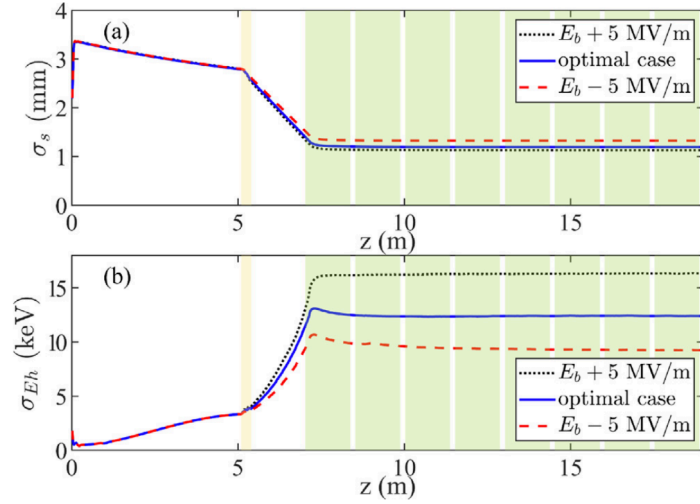 (a)
σ_s (mm)
4
3
2
1
0
E_b + 5 MV/m
optimal case
E_b − 5 MV/m
0 5 10 15
z (m)
(b)
σ_Eh (keV)
15
10
5
0
E_b + 5 MV/m
optimal case
E_b − 5 MV/m
0 5 10 15
z (m)